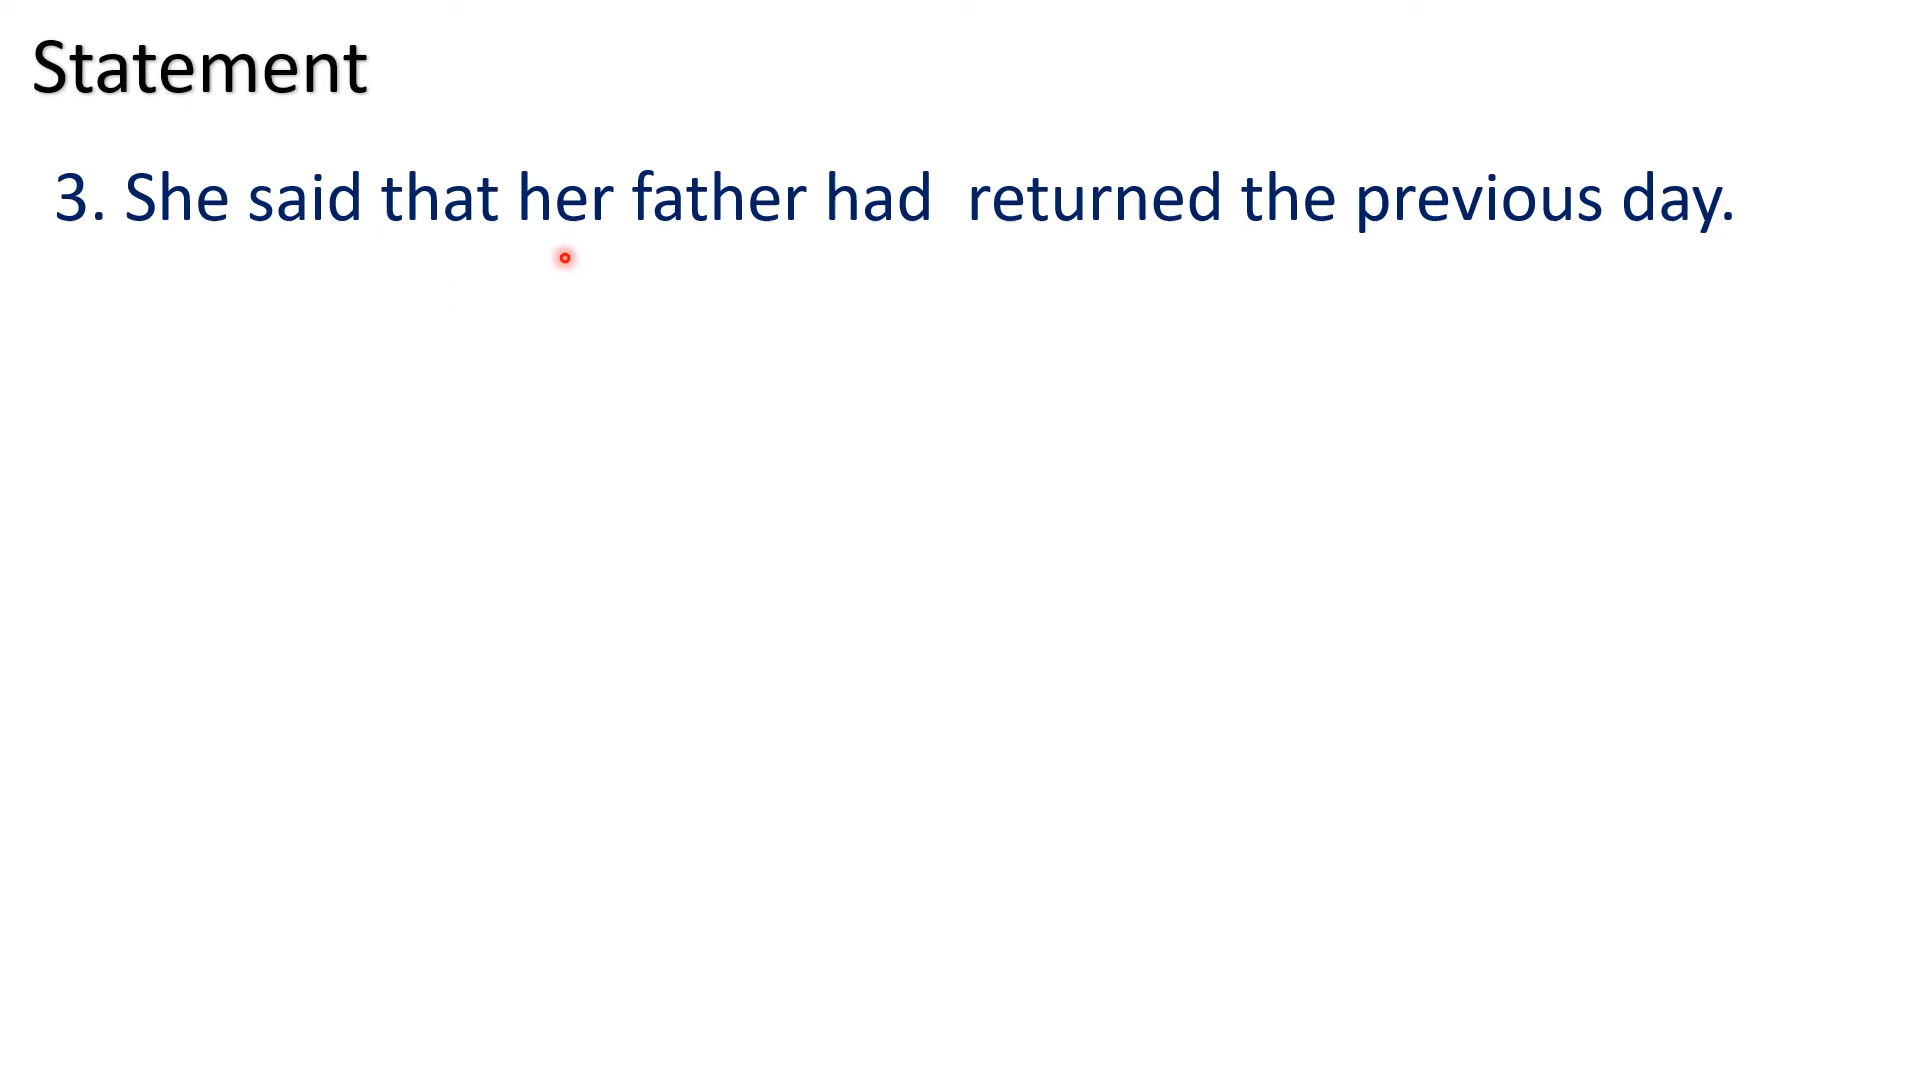 Statement
3. She said that her father had  returned the previous day.